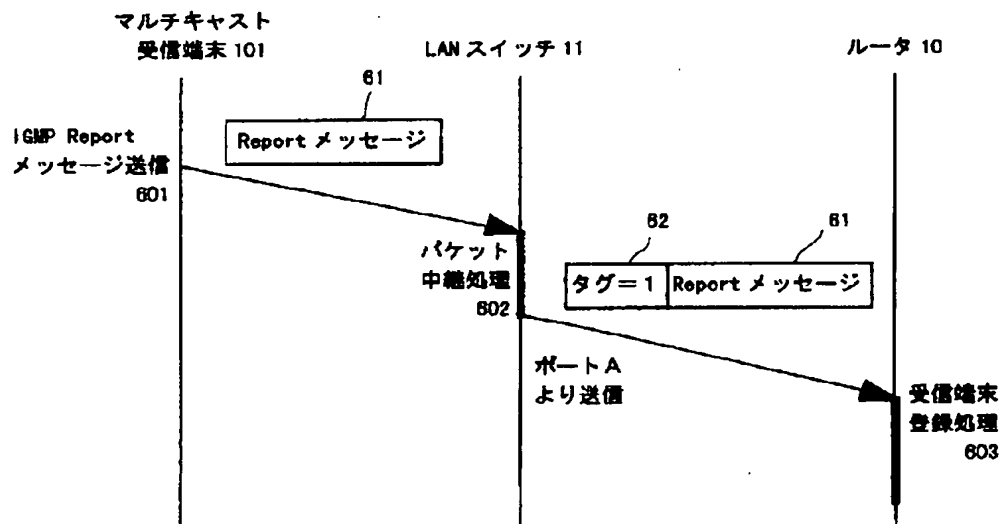 マルチキャスト
受信端末 101
LAN スイッチ 11
ルータ 10
61
IGMP Report
メッセージ送信
601
Report メッセージ
62
61
パケット
中継処理
602
タグ=1
Report メッセージ
ポート A
より送信
受信端末
登録処理
603